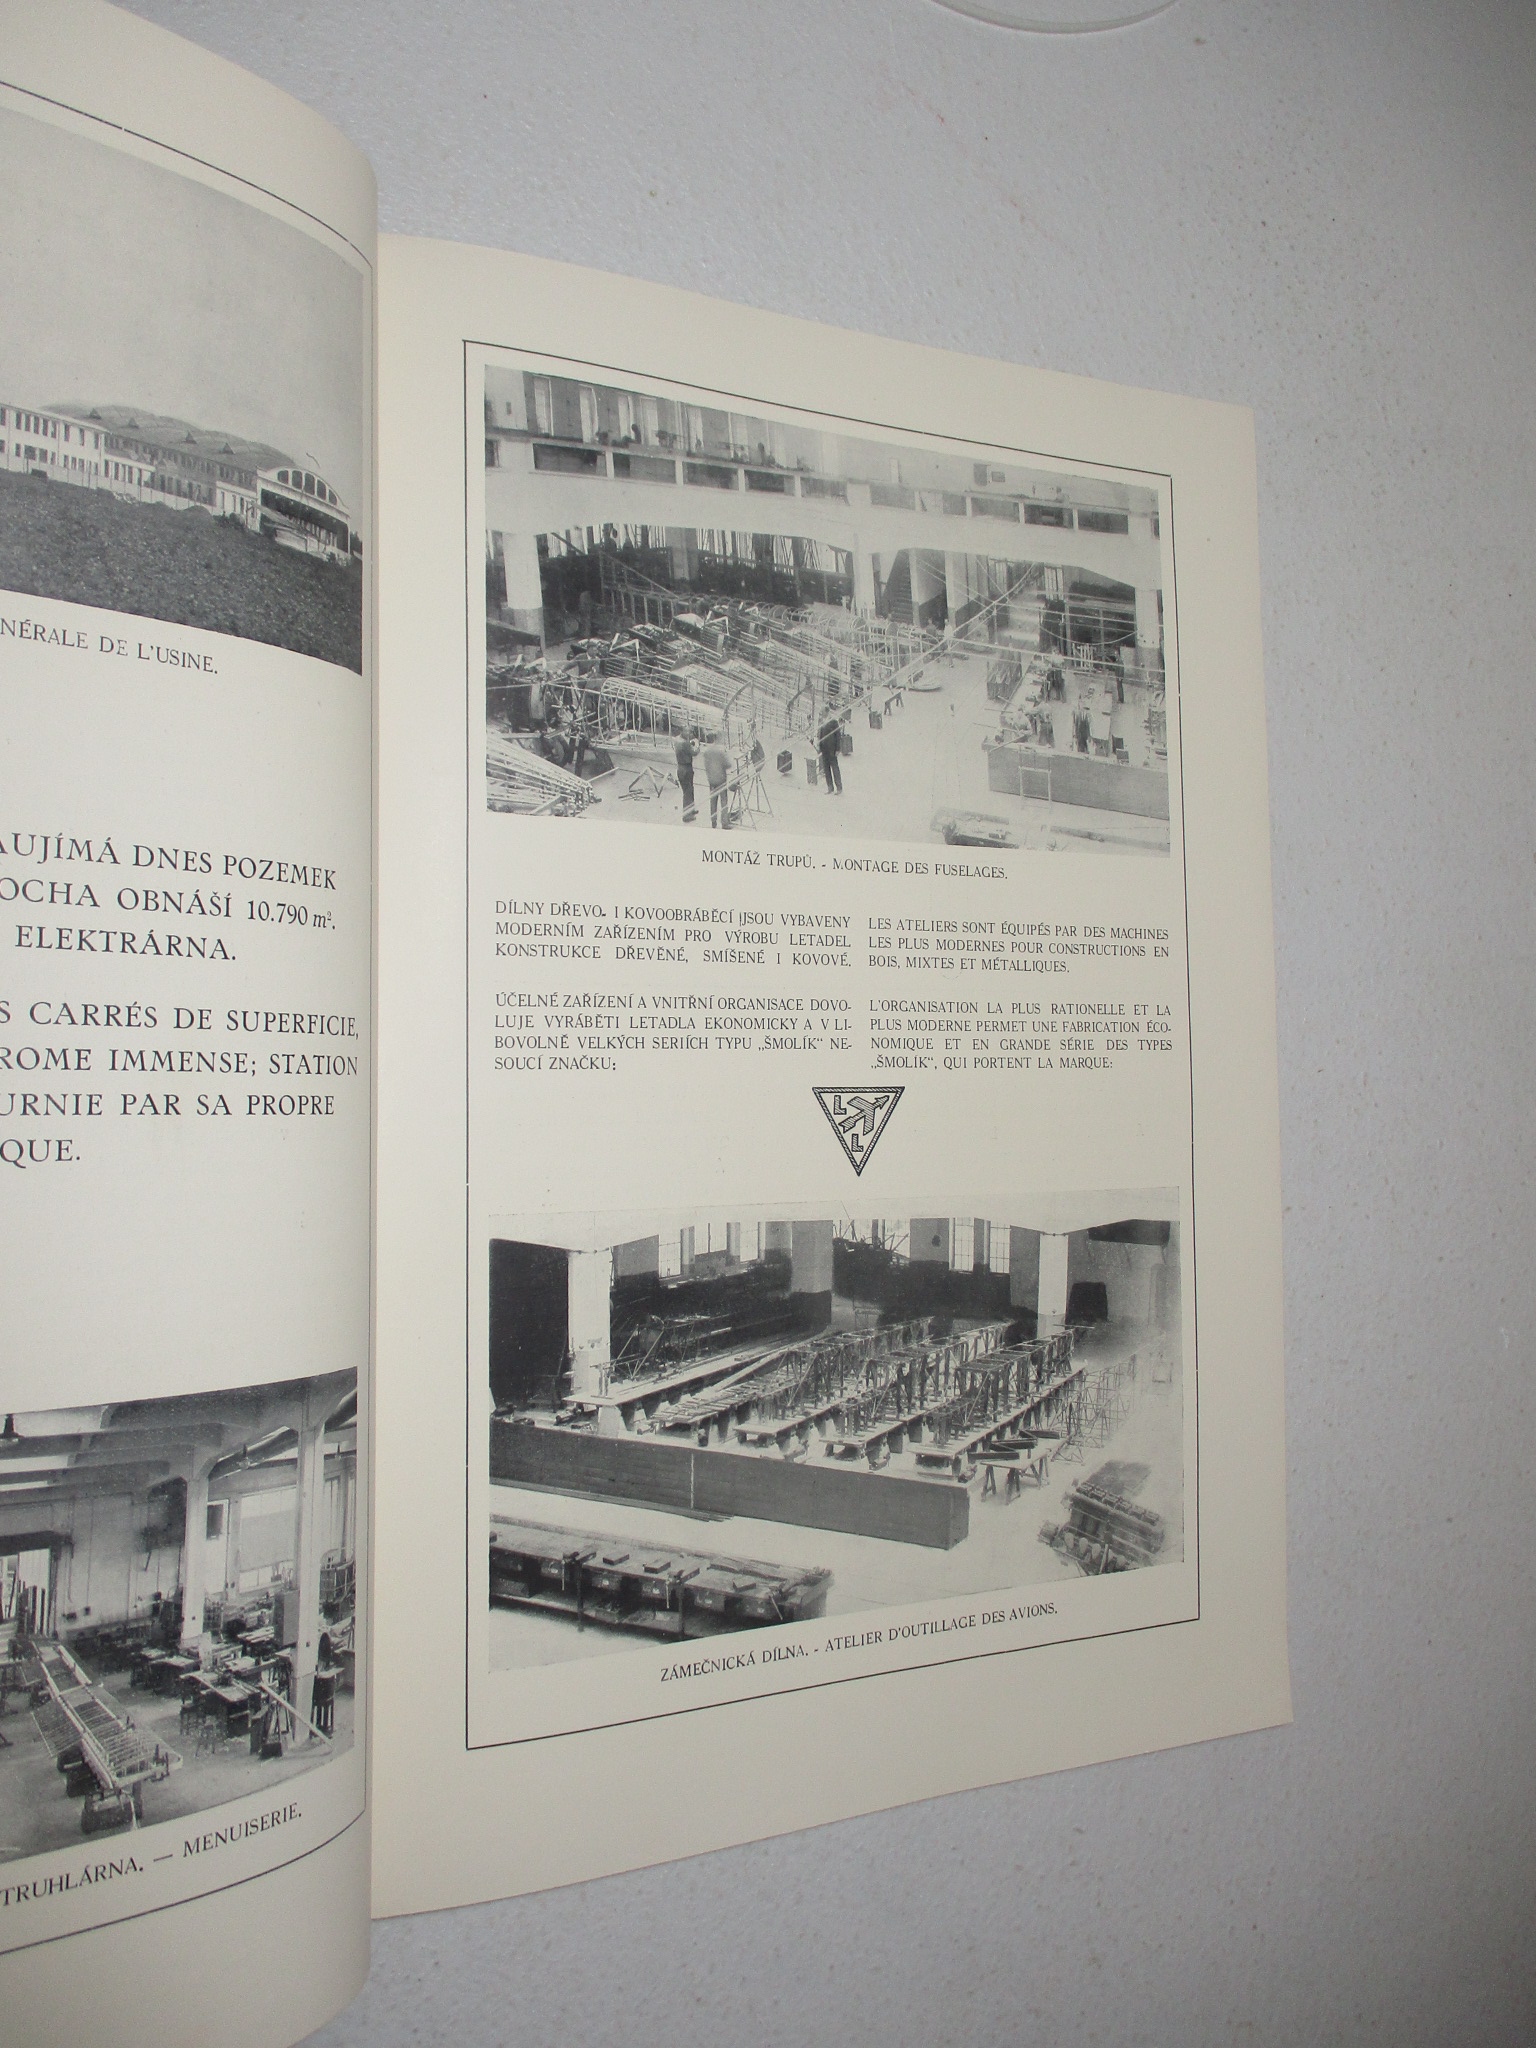 NÉRALE DE L'USINE.
AUJÍMÁ DNES POZEMEK
OCHA OBNÁŠÍ 10.790 m².
ELEKTRÁRNA.
S CARRÉS DE SUPERFICIE,
ROME IMMENSE; STATION
URNIE PAR SA PROPRE
QUE.
TRUHLÁRNA. — MENUISERIE.
MONTÁŽ TRUPŮ. - MONTAGE DES FUSELAGES.
DÍLNY DŘEVO- I KOVOOBRÁBĚCÍ JSOU VYBAVENY
MODERNÍM ZAŘÍZENÍM PRO VÝROBU LETADEL
KONSTRUKCE DŘEVĚNÉ, SMÍŠENÉ I KOVOVÉ.
ÚČELNÉ ZAŘÍZENÍ A VNITŘNÍ ORGANISACE DOVO-
LUJE VYRÁBĚTI LETADLA EKONOMICKY A V LI-
BOVOLNĚ VELKÝCH SERIÍCH TYPU „ŠMOLÍK“ NE-
SOUCÍ ZNAČKU:
LES ATELIERS SONT ÉQUIPÉS PAR DES MACHINES
LES PLUS MODERNES POUR CONSTRUCTIONS EN
BOIS, MIXTES ET MÉTALLIQUES.
L'ORGANISATION LA PLUS RATIONELLE ET LA
PLUS MODERNE PERMET UNE FABRICATION ÉCO-
NOMIQUE ET EN GRANDE SÉRIE DES TYPES
„ŠMOLÍK“, QUI PORTENT LA MARQUE:
L
L
ZÁMEČNICKÁ DÍLNA. - ATELIER D'OUTILLAGE DES AVIONS.